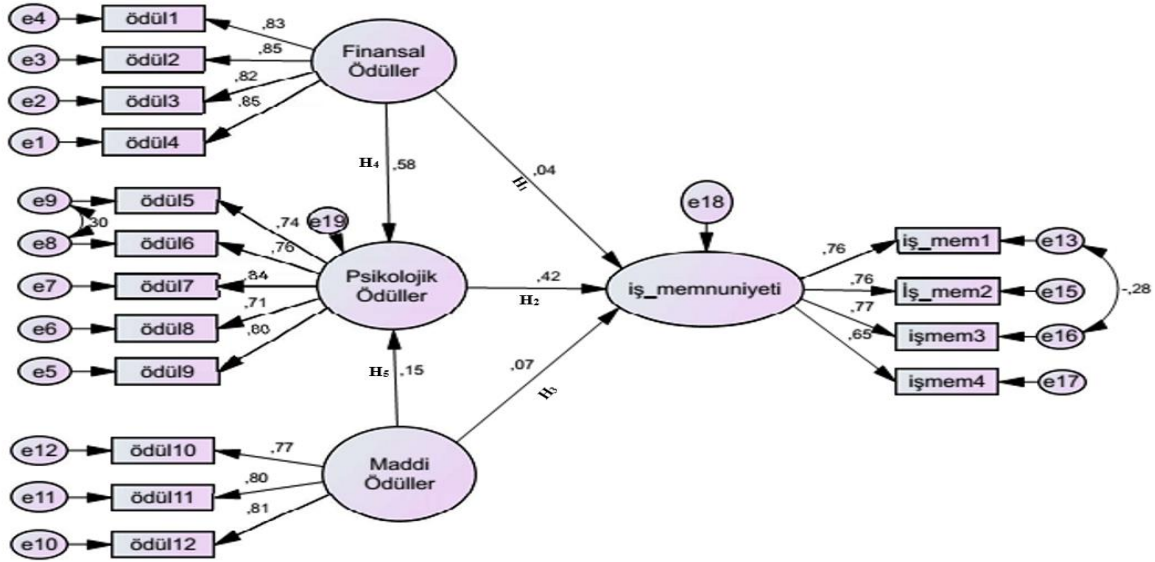 e4
ödül1
,83
e3
ödül2
,85
e2
ödül3
,82
e1
ödül4
,85
Finansal
Ödüller
H4
,58
H1
,04
e9
ödül5
,74
e19
,30
e8
ödül6
,76
e7
ödül7
,84
e6
ödül8
,71
e5
ödül9
,80
Psikolojik
Ödüller
,42
H2
e18
iş_memnuniyeti
,76
iş_mem1
e13
,76
İş_mem2
e15
-,28
,77
işmem3
e16
,65
işmem4
e17
H5
,15
,07
H3
e12
ödül10
,77
e11
ödül11
,80
e10
ödül12
,81
Maddi
Ödüller